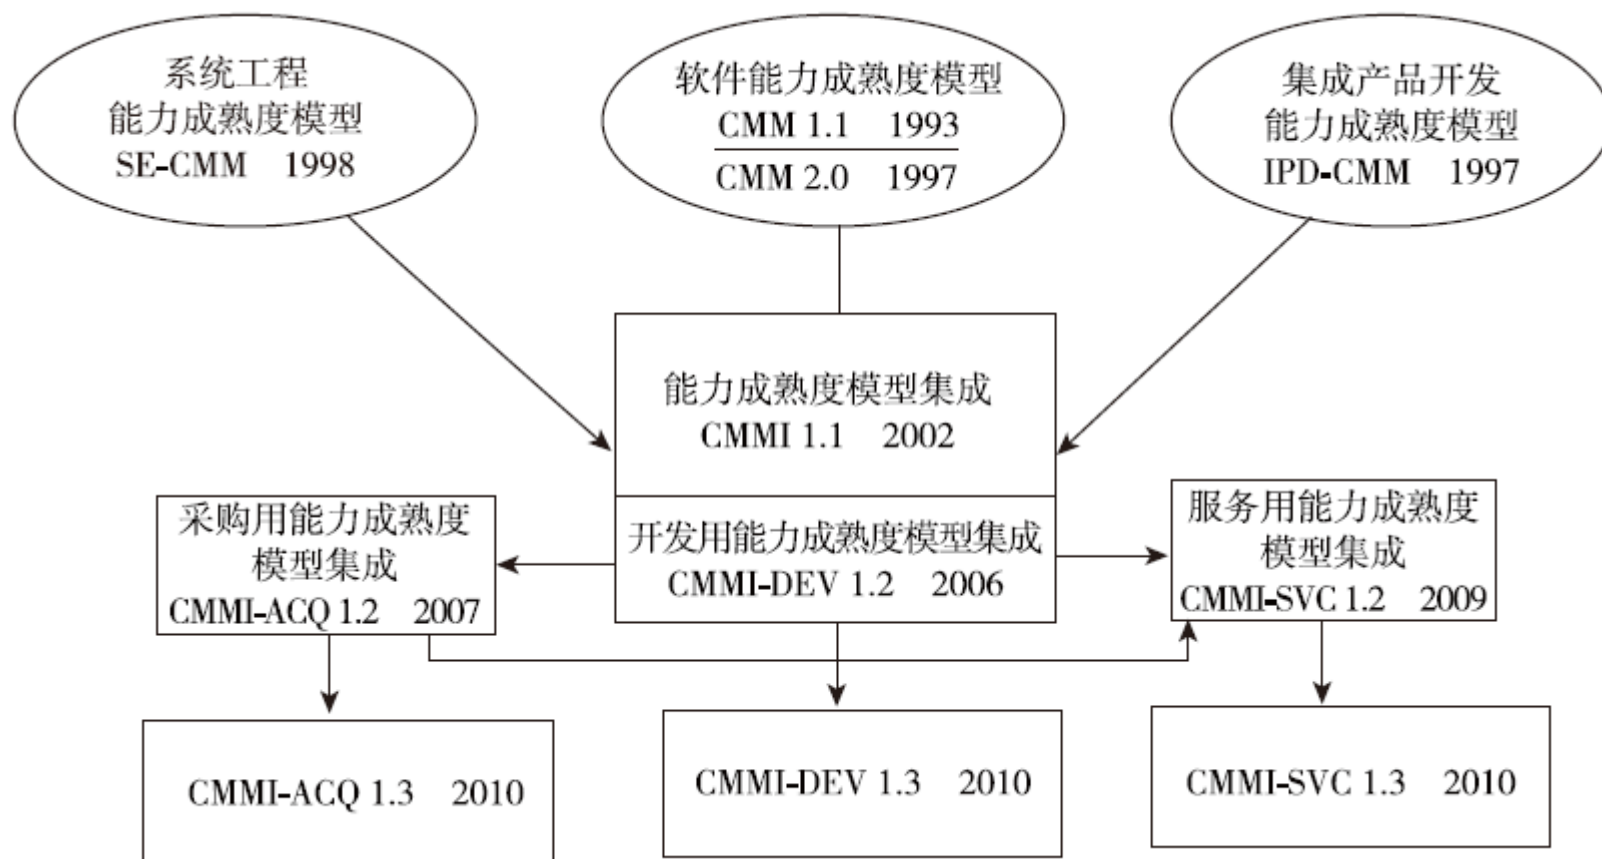 系统工程
能力成熟度模型
SE-CMM 1998
软件能力成熟度模型
CMM 1.1 1993
CMM 2.0 1997
集成产品开发
能力成熟度模型
IPD-CMM 1997
能力成熟度模型集成
CMMI 1.1 2002
采购用能力成熟度
模型集成
CMMI-ACQ 1.2 2007
开发用能力成熟度模型集成
CMMI-DEV 1.2 2006
服务用能力成熟度
模型集成
CMMI-SVC 1.2 2009
CMMI-ACQ 1.3 2010
CMMI-DEV 1.3 2010
CMMI-SVC 1.3 2010